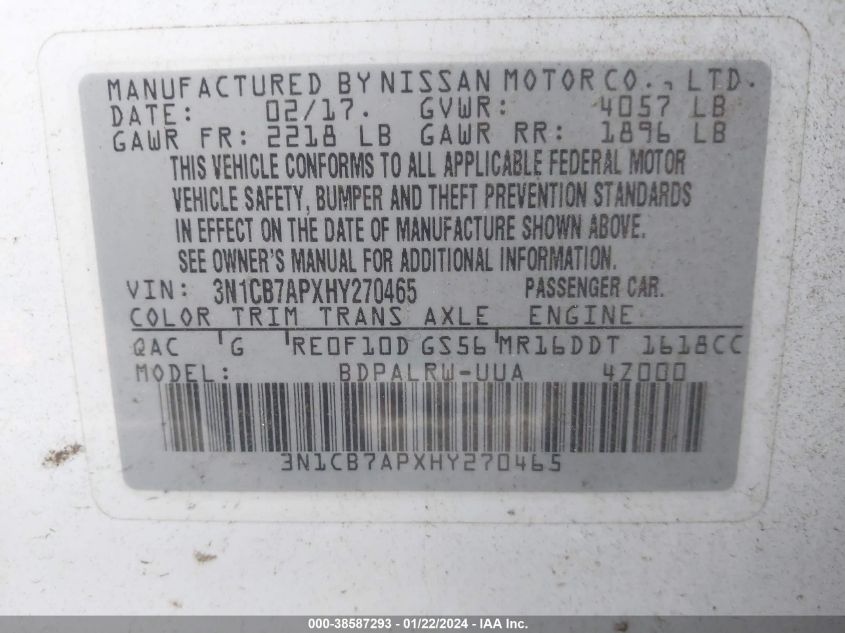 MANUFACTURED BY NISSAN MOTOR CO., LTD.
DATE: 02/17. GVWR: 4057 LB
GAWR FR: 2218 LB GAWR RR: 1896 LB
THIS VEHICLE CONFORMS TO ALL APPLICABLE FEDERAL MOTOR
VEHICLE SAFETY, BUMPER AND THEFT PREVENTION STANDARDS
IN EFFECT ON THE DATE OF MANUFACTURE SHOWN ABOVE.
SEE OWNER'S MANUAL FOR ADDITIONAL INFORMATION.
VIN: 3N1CB7APXHY270465 PASSENGER CAR.
COLOR TRIM TRANS AXLE ENGINE
QAC G RE0F10D GS56 MR16DDT 1618CC
MODEL: BDPALRW-UUA 4Z000
3N1CB7APXHY270465
000-38587293 - 01/22/2024 - IAA Inc.